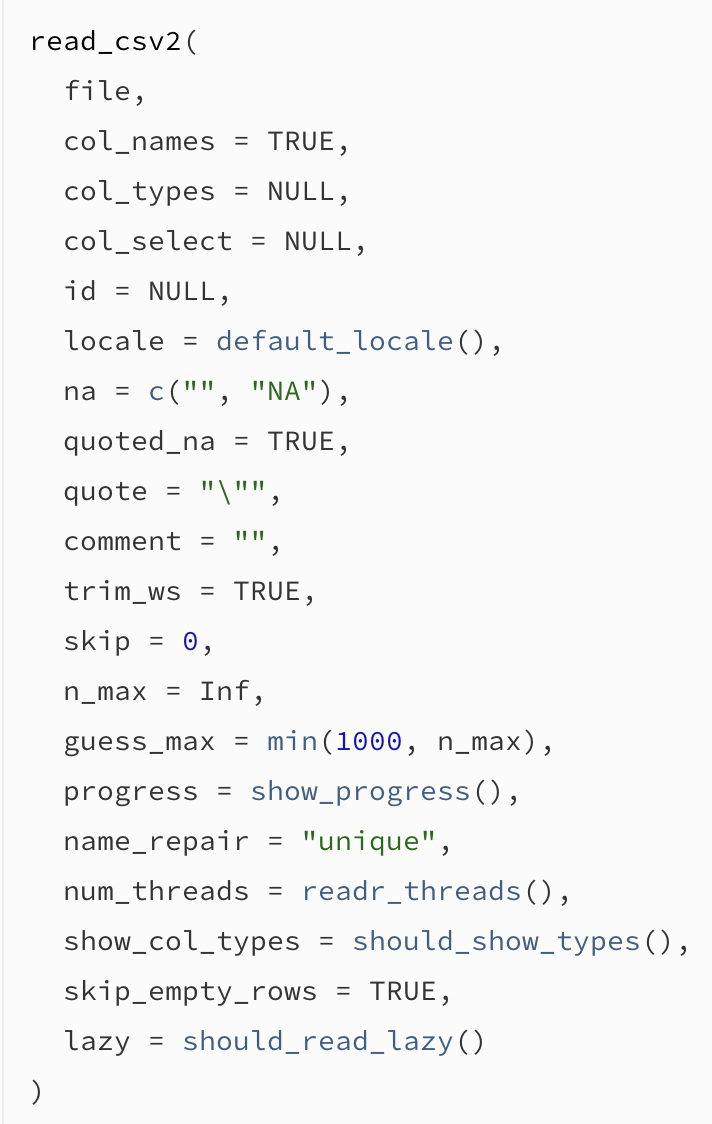 read_csv2(
  file,
  col_names = TRUE,
  col_types = NULL,
  col_select = NULL,
  id = NULL,
  locale = default_locale(),
  na = c("", "NA"),
  quoted_na = TRUE,
  quote = "\"",
  comment = "",
  trim_ws = TRUE,
  skip = 0,
  n_max = Inf,
  guess_max = min(1000, n_max),
  progress = show_progress(),
  name_repair = "unique",
  num_threads = readr_threads(),
  show_col_types = should_show_types(),
  skip_empty_rows = TRUE,
  lazy = should_read_lazy()
)